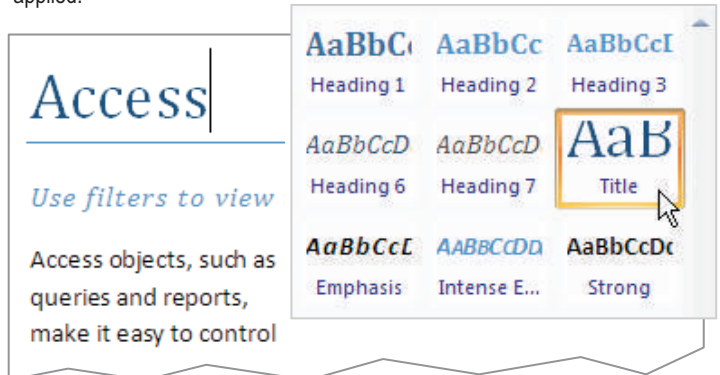 applied.
Access
Use filters to view
Access objects, such as
queries and reports,
make it easy to control
AaBbC AaBbCc AaBbCcI
Heading 1 Heading 2 Heading 3
AaBbCcD AaBbCcD AaB
Heading 6 Heading 7 Title
AaBbCcL AABBCCDD AaBbCcDc
Emphasis Intense E... Strong